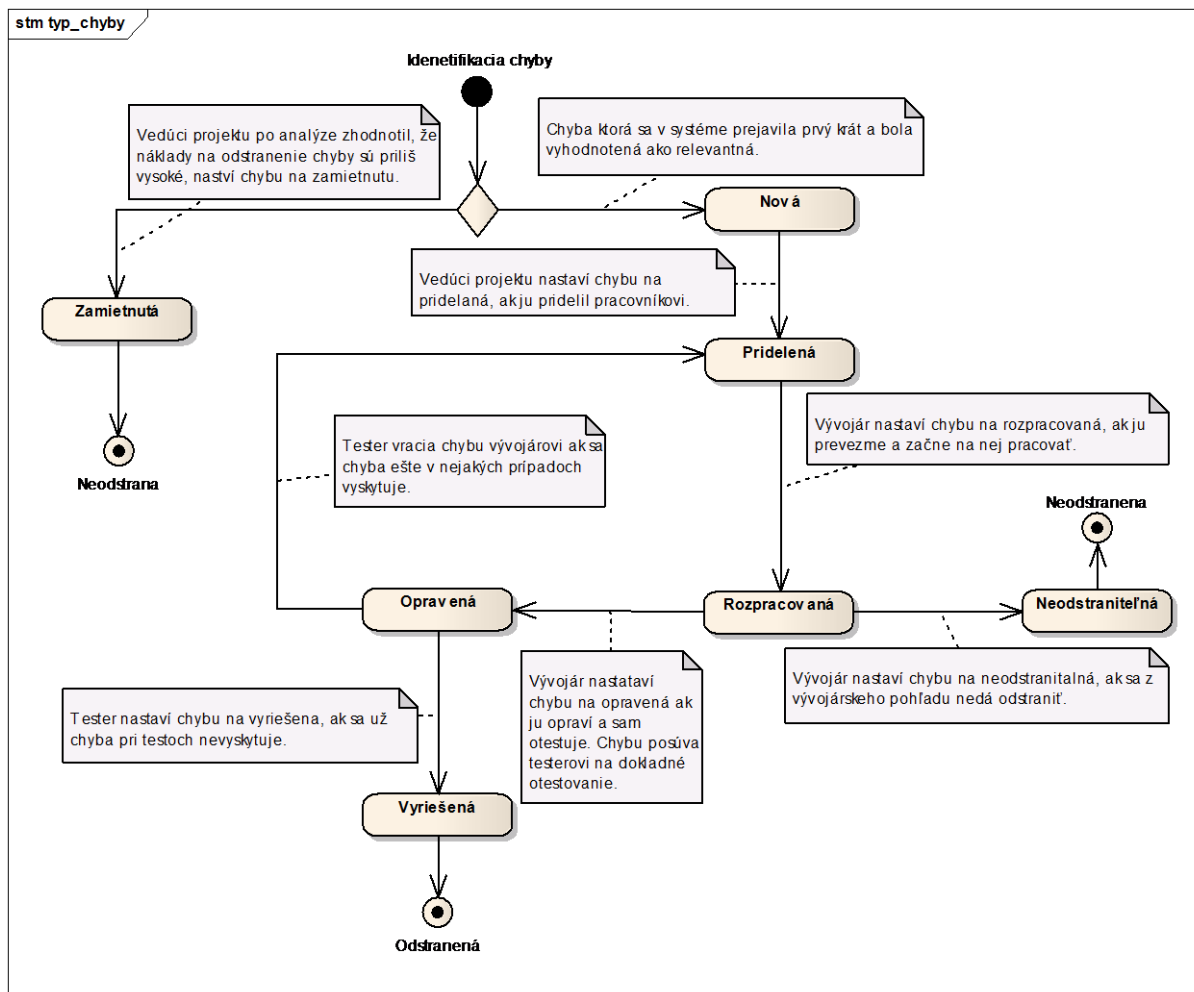 stm typ_chyby
Idenetifikacia chyby
Vedúci projektu po analýze zhodnotil, že
náklady na odstranenie chyby sú priliš
vysoké, naství chybu na zamietnutu.
Chyba ktorá sa v systéme prejavila prvý krát a bola
vyhodnotená ako relevantná.
Nová
Vedúci projektu nastaví chybu na
pridelaná, ak ju pridelil pracovníkovi.
Zamietnutá
Pridelená
Neodstrana
Tester vracia chybu vývojárovi ak sa
chyba ešte v nejakých prípadoch
vyskytuje.
Vývojár nastaví chybu na rozpracovaná, ak ju
prevezme a začne na nej pracovať.
Neodstranena
Opravená
Rozpracovaná
Neodstraniteľná
Vývojár nastataví
chybu na opravená ak
ju opraví a sam
otestuje. Chybu posúva
testerovi na dokladné
otestovanie.
Vývojár nastaví chybu na neodstranitalná, ak sa z
vývojárskeho pohľadu nedá odstraniť.
Tester nastaví chybu na vyriešena, ak sa už
chyba pri testoch nevyskytuje.
Vyriešená
Odstranená